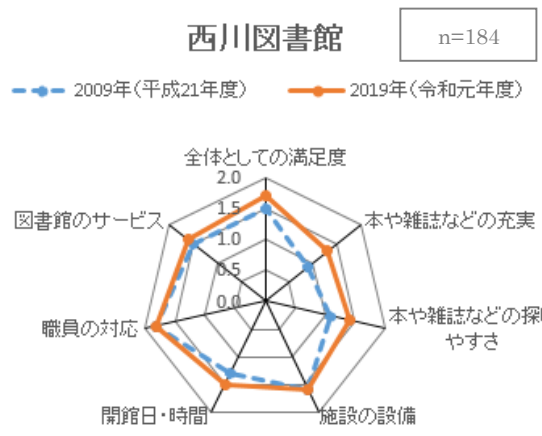 西川図書館
n=184
2009年(平成21年度)
2019年(令和元年度)
全体としての満足度
2.0
1.5
1.0
0.5
0.0
図書館のサービス
本や雑誌などの充実
職員の対応
本や雑誌などの探し
やすさ
開館日・時間
施設の設備